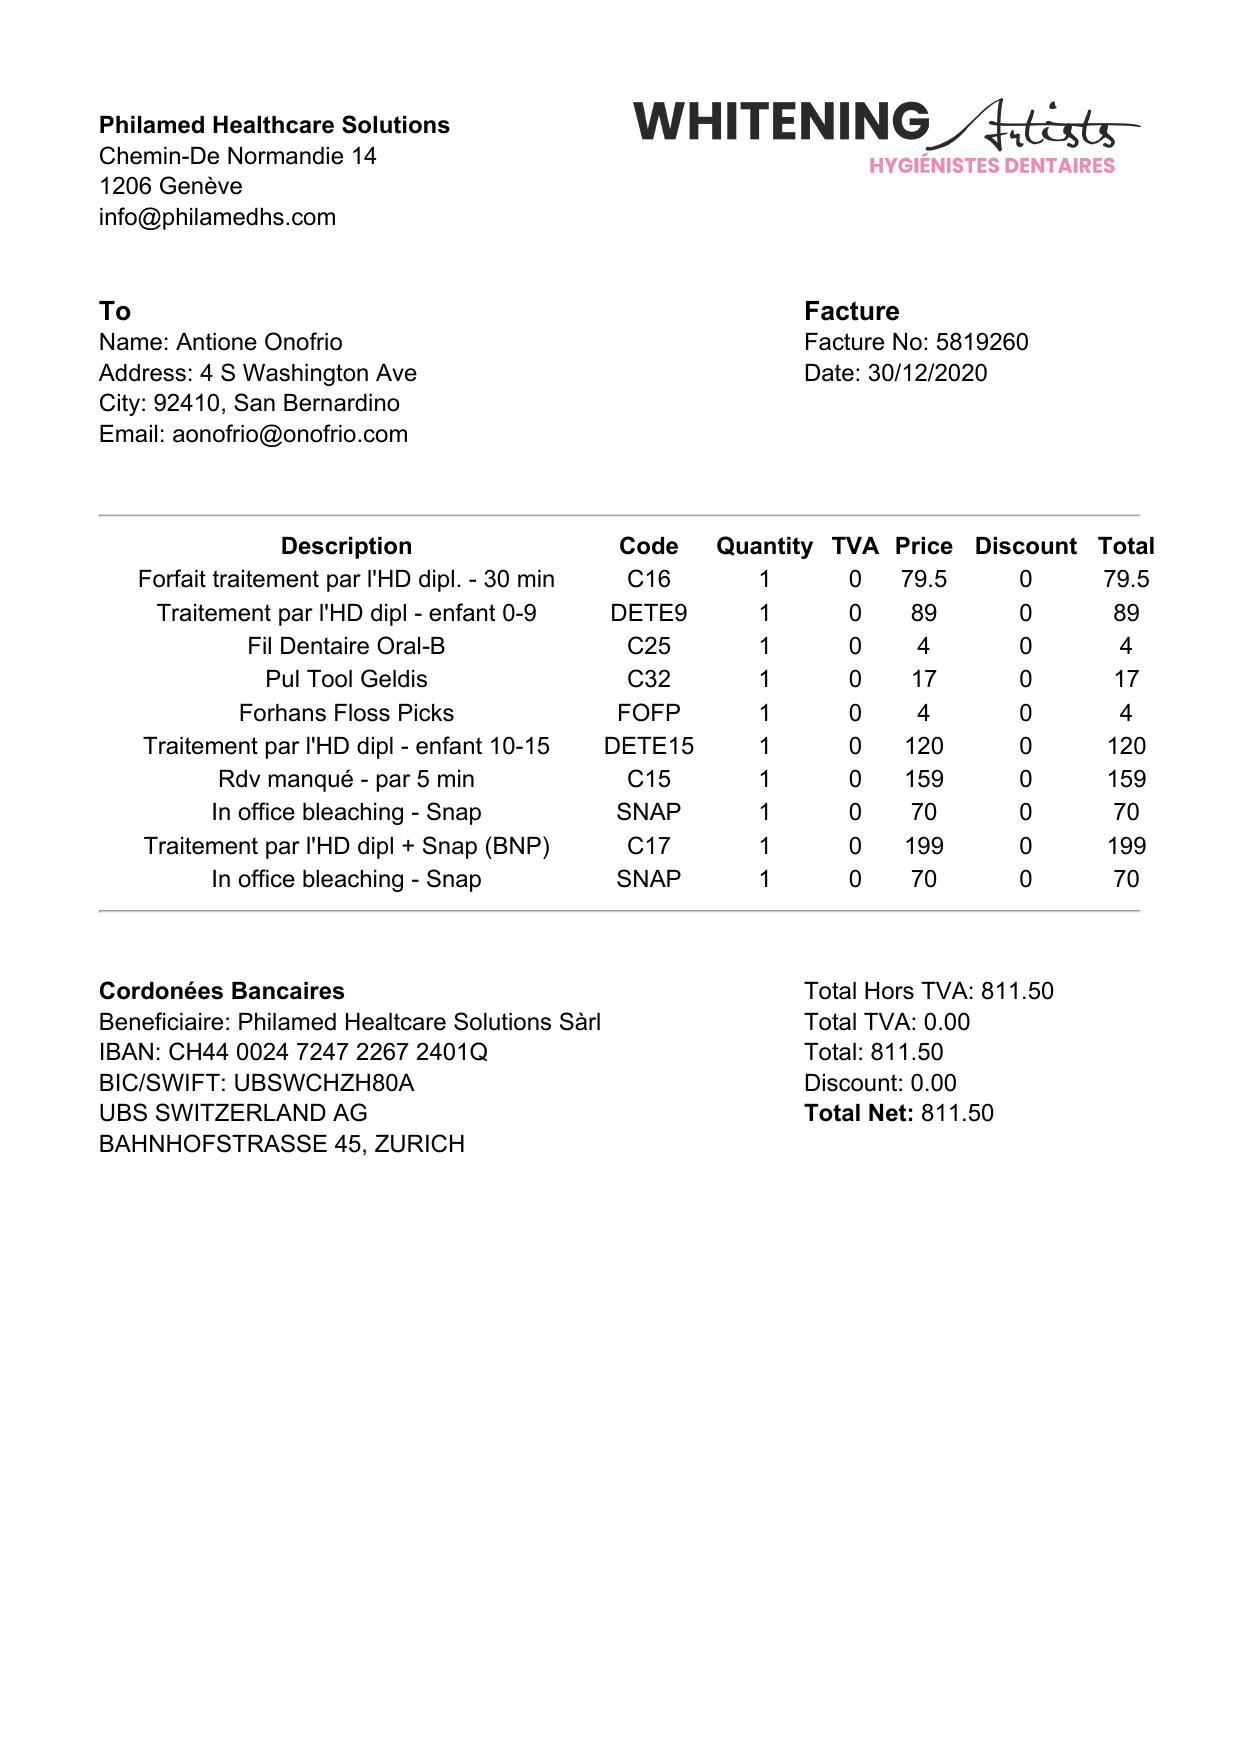 Philamed Healthcare Solutions
Chemin-De Normandie 14
1206 Genève
info@philamedhs.com
WHITENING Artists
HYGIÉNISTES DENTAIRES
To
Name: Antione Onofrio
Address: 4 S Washington Ave
City: 92410, San Bernardino
Email: aonofrio@onofrio.com
Facture
Facture No: 5819260
Date: 30/12/2020
Description Code Quantity TVA Price Discount Total
Forfait traitement par l'HD dipl. - 30 min C16 1 0 79.5 0 79.5
Traitement par l'HD dipl - enfant 0-9 DETE9 1 0 89 0 89
Fil Dentaire Oral-B C25 1 0 4 0 4
Pul Tool Geldis C32 1 0 17 0 17
Forhans Floss Picks FOFP 1 0 4 0 4
Traitement par l'HD dipl - enfant 10-15 DETE15 1 0 120 0 120
Rdv manqué - par 5 min C15 1 0 159 0 159
In office bleaching - Snap SNAP 1 0 70 0 70
Traitement par l'HD dipl + Snap (BNP) C17 1 0 199 0 199
In office bleaching - Snap SNAP 1 0 70 0 70
Cordonées Bancaires
Beneficiaire: Philamed Healtcare Solutions Sàrl
IBAN: CH44 0024 7247 2267 2401Q
BIC/SWIFT: UBSWCHZH80A
UBS SWITZERLAND AG
BAHNHOFSTRASSE 45, ZURICH
Total Hors TVA: 811.50
Total TVA: 0.00
Total: 811.50
Discount: 0.00
Total Net: 811.50